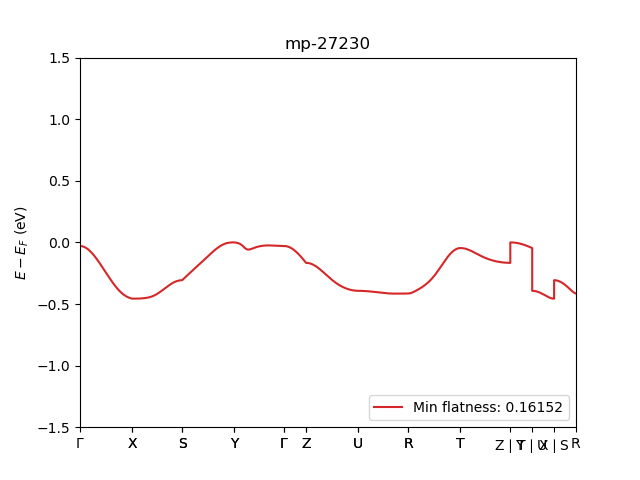 mp-27230
1.5
1.0
0.5
0.0
−0.5
−1.0
−1.5
E − E_F (eV)
Min flatness: 0.16152
Γ X S Y Γ Z U R T Z | Y T | U X | S R